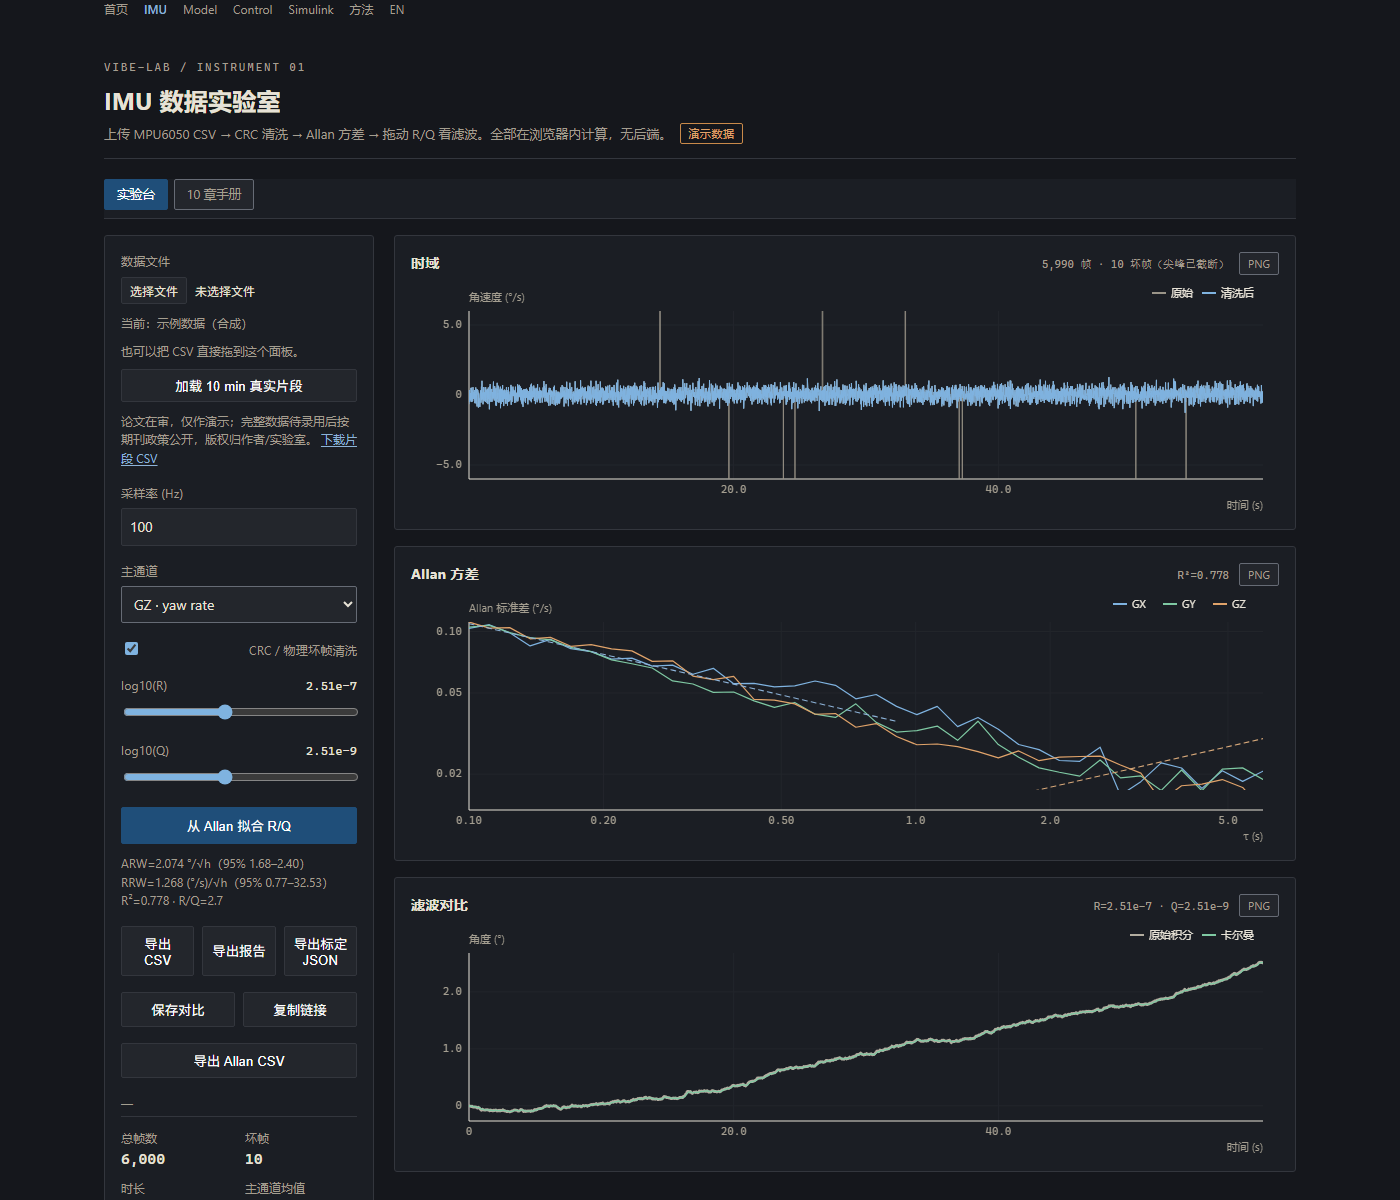 首页 IMU Model Control Simulink 方法 EN
VIBE-LAB / INSTRUMENT 01
IMU 数据实验室
上传 MPU6050 CSV → CRC 清洗 → Allan 方差 → 拖动 R/Q 看滤波。全部在浏览器内计算，无后端。 演示数据
实验台 10 章手册
数据文件
选择文件 未选择文件
当前：示例数据（合成）
也可以把 CSV 直接拖到这个面板。
加载 10 min 真实片段
论文在审，仅作演示；完整数据待录用后按
期刊政策公开，版权归作者/实验室。 下载片
段 CSV
采样率 (Hz)
100
主通道
GZ · yaw rate
CRC / 物理坏帧清洗
log10(R) 2.51e-7
log10(Q) 2.51e-9
从 Allan 拟合 R/Q
ARW=2.074 °/√h（95% 1.68–2.40）
RRW=1.268 (°/s)/√h（95% 0.77–32.53）
R²=0.778 · R/Q=2.7
导出
CSV
导出报告
导出标定
JSON
保存对比 复制链接
导出 Allan CSV
—
总帧数 坏帧
6,000 10
时长 主通道均值
时域 5,990 帧 · 10 坏帧（尖峰已截断） PNG
角速度 (°/s) 原始 清洗后
5.0
0
−5.0
20.0 40.0
时间 (s)
Allan 方差 R²=0.778 PNG
Allan 标准差 (°/s) GX GY GZ
0.10
0.05
0.02
0.10 0.20 0.50 1.0 2.0 5.0
τ (s)
滤波对比 R=2.51e-7 · Q=2.51e-9 PNG
角度 (°) 原始积分 卡尔曼
2.0
1.0
0
0 20.0 40.0
时间 (s)